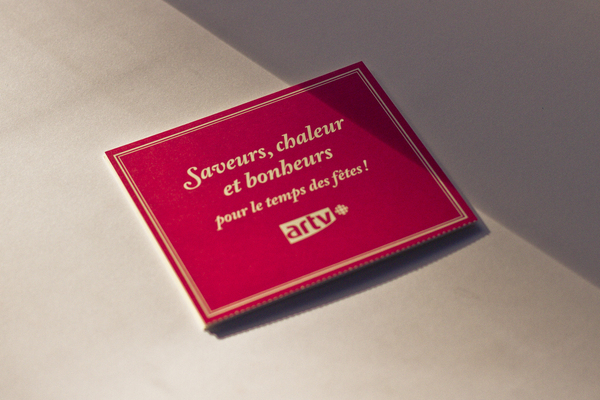 Saveurs, chaleur
et bonheurs
pour le temps des fêtes!
artv